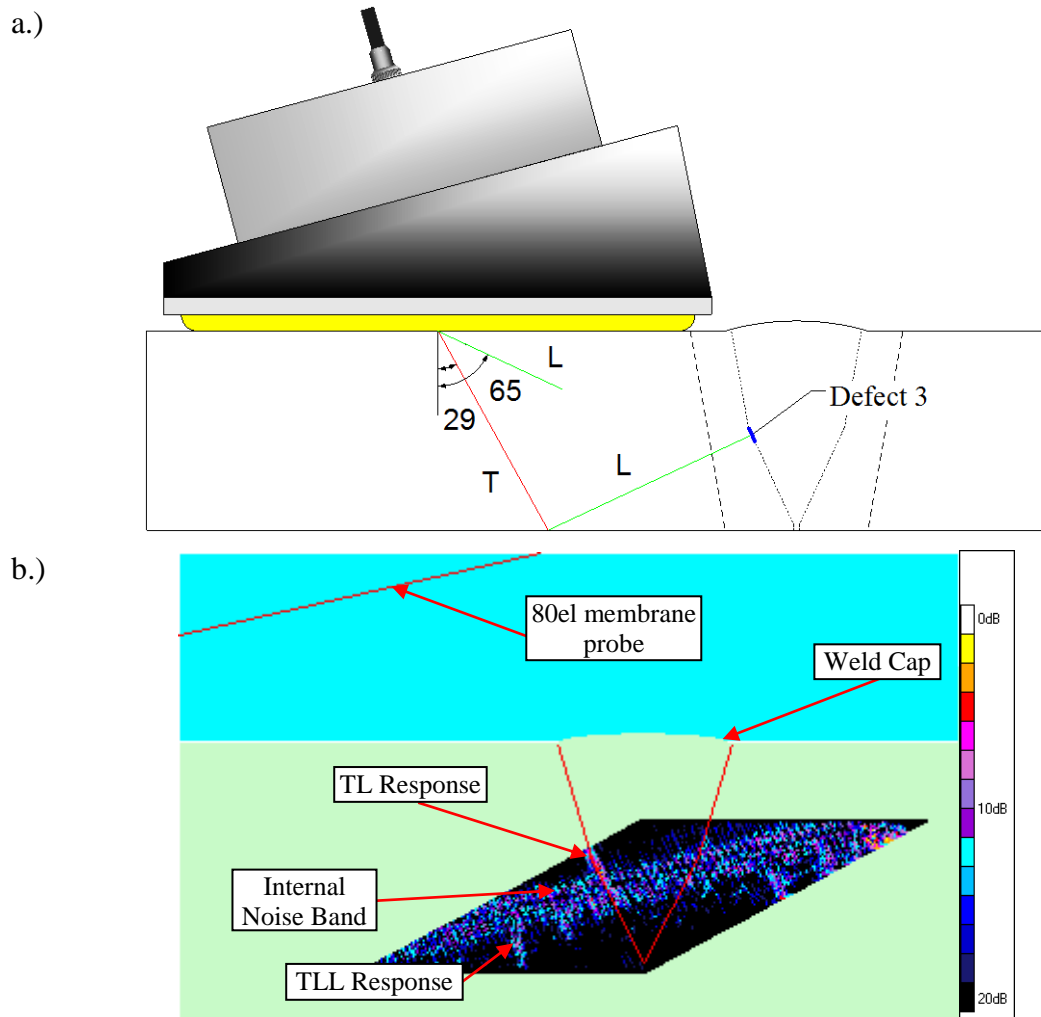 a.)
L
65
29
Defect 3
T
L
b.)
80el membrane
probe
0dB
Weld Cap
TL Response
10dB
Internal
Noise Band
TLL Response
20dB